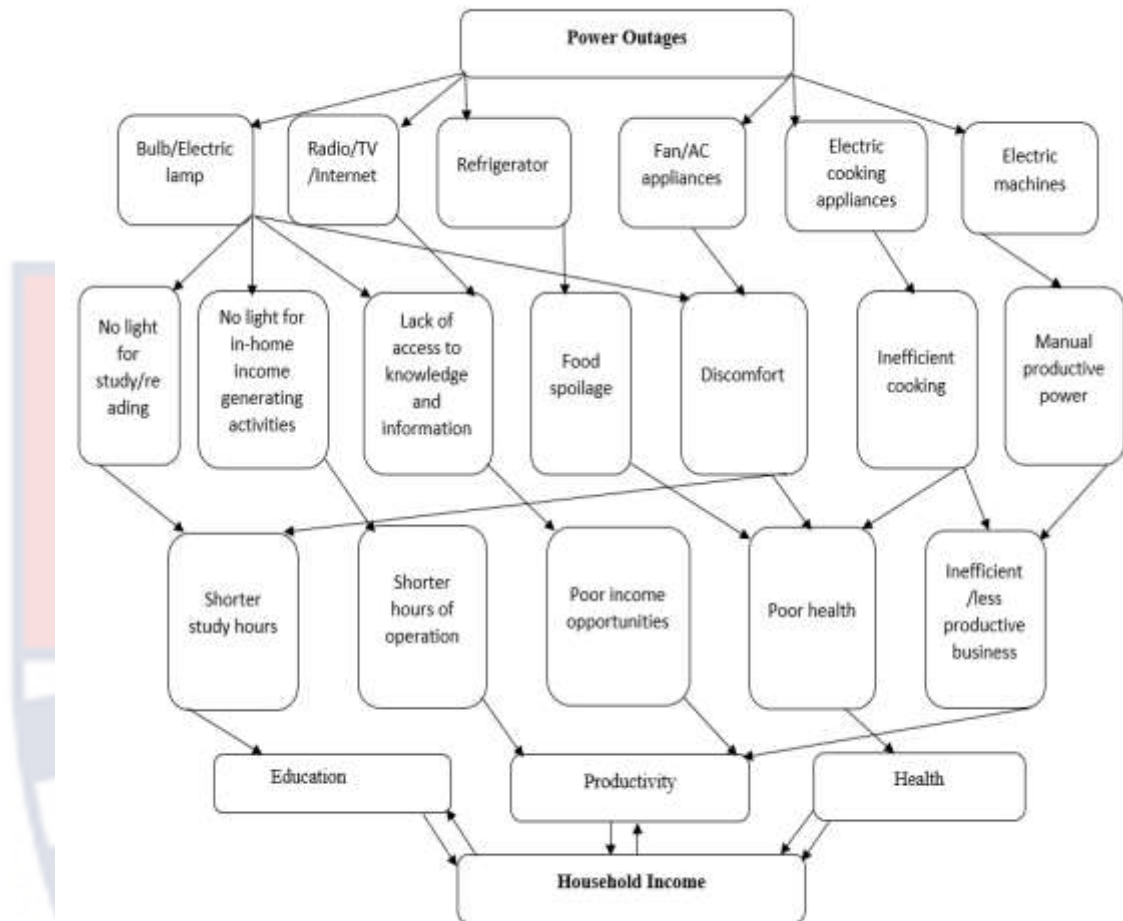 Power Outages
Bulb/Electric
lamp
Radio/TV
/Internet
Refrigerator
Fan/AC
appliances
Electric
cooking
appliances
Electric
machines
No light
for
study/re
ading
No light for
in-home
income
generating
activities
Lack of
access to
knowledge
and
information
Food
spoilage
Discomfort
Inefficient
cooking
Manual
productive
power
Shorter
study hours
Shorter
hours of
operation
Poor income
opportunities
Poor health
Inefficient
/less
productive
business
Education
Productivity
Health
Household Income